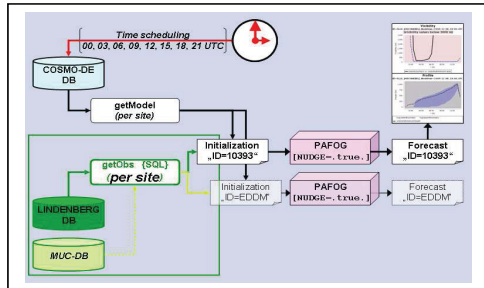 Time scheduling
00, 03, 06, 09, 12, 15, 18, 21 UTC
COSMO-DE
DB
getModel
(per site)
getObs {SQL}
(per site)
Initialization
„ID=10393“
PAFOG
[NUDGE=.true.]
Forecast
„ID=10393“
Initialization
„ID=EDDM“
PAFOG
[NUDGE=.true.]
Forecast
„ID=EDDM“
LINDENBERG
DB
MUC-DB
Visibility
Profile